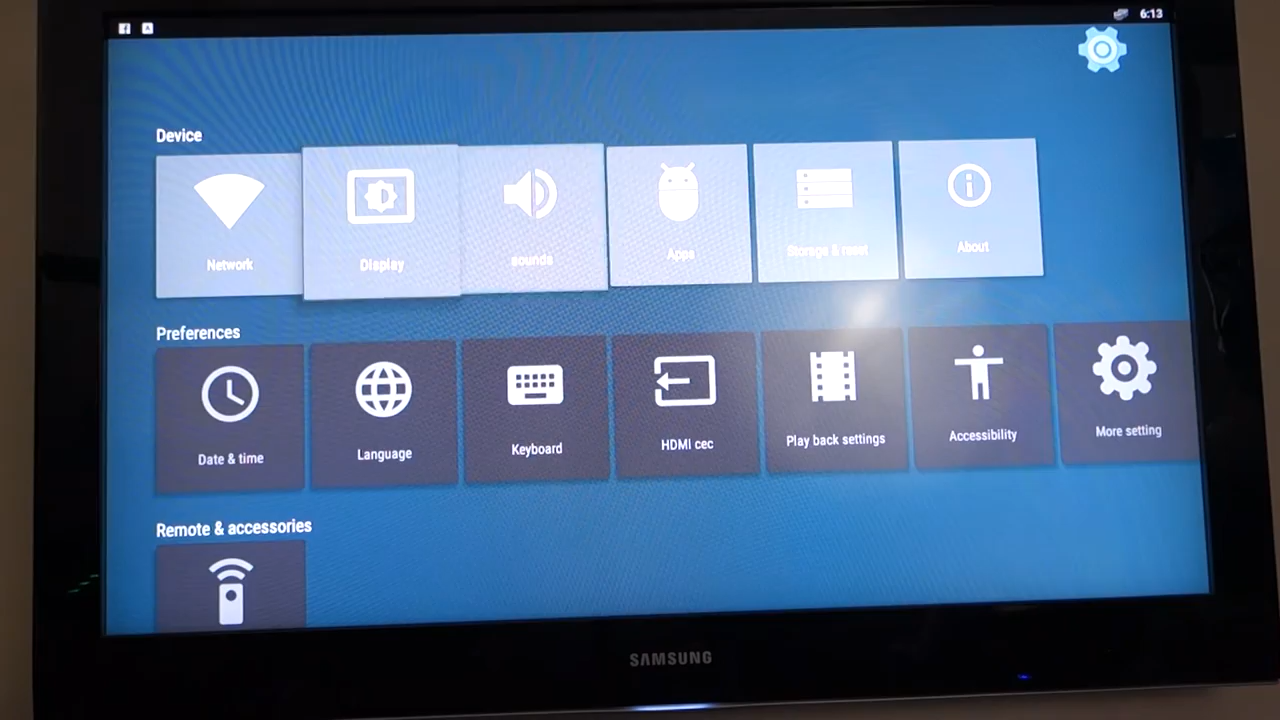 6:13
Device
Network
Display
sounds
Apps
Storage & reset
About
Preferences
Date & time
Language
Keyboard
HDMI cec
Play back settings
Accessibility
More setting
Remote & accessories
SAMSUNG